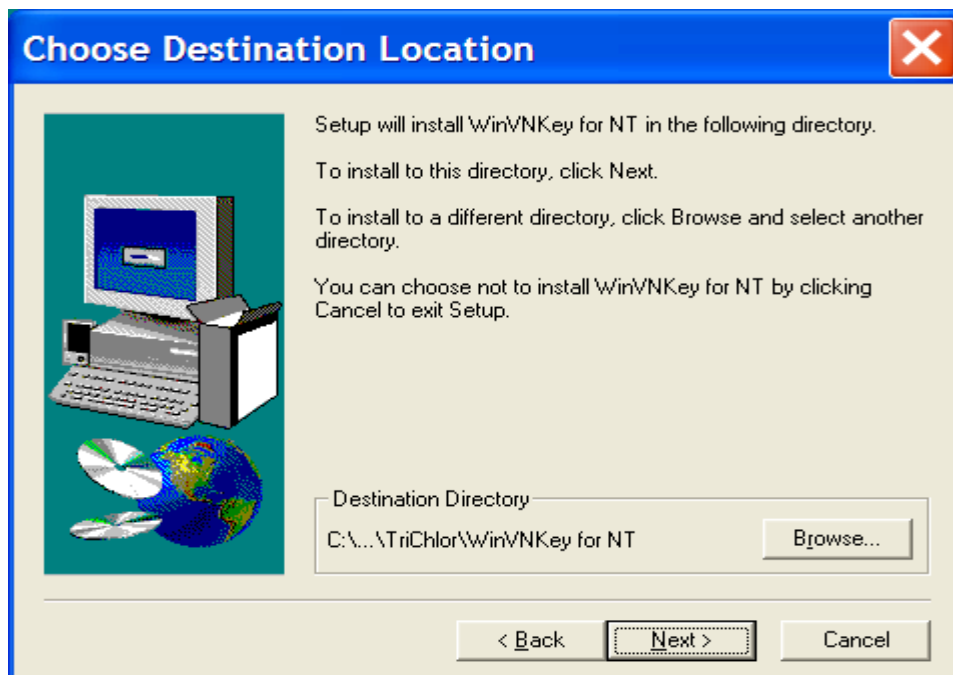 Choose Destination Location
Setup will install WinVNKey for NT in the following directory.
To install to this directory, click Next.
To install to a different directory, click Browse and select another
directory.
You can choose not to install WinVNKey for NT by clicking
Cancel to exit Setup.
Destination Directory
C:\...\TriChlor\WinVNKey for NT
Browse...
< Back
Next >
Cancel